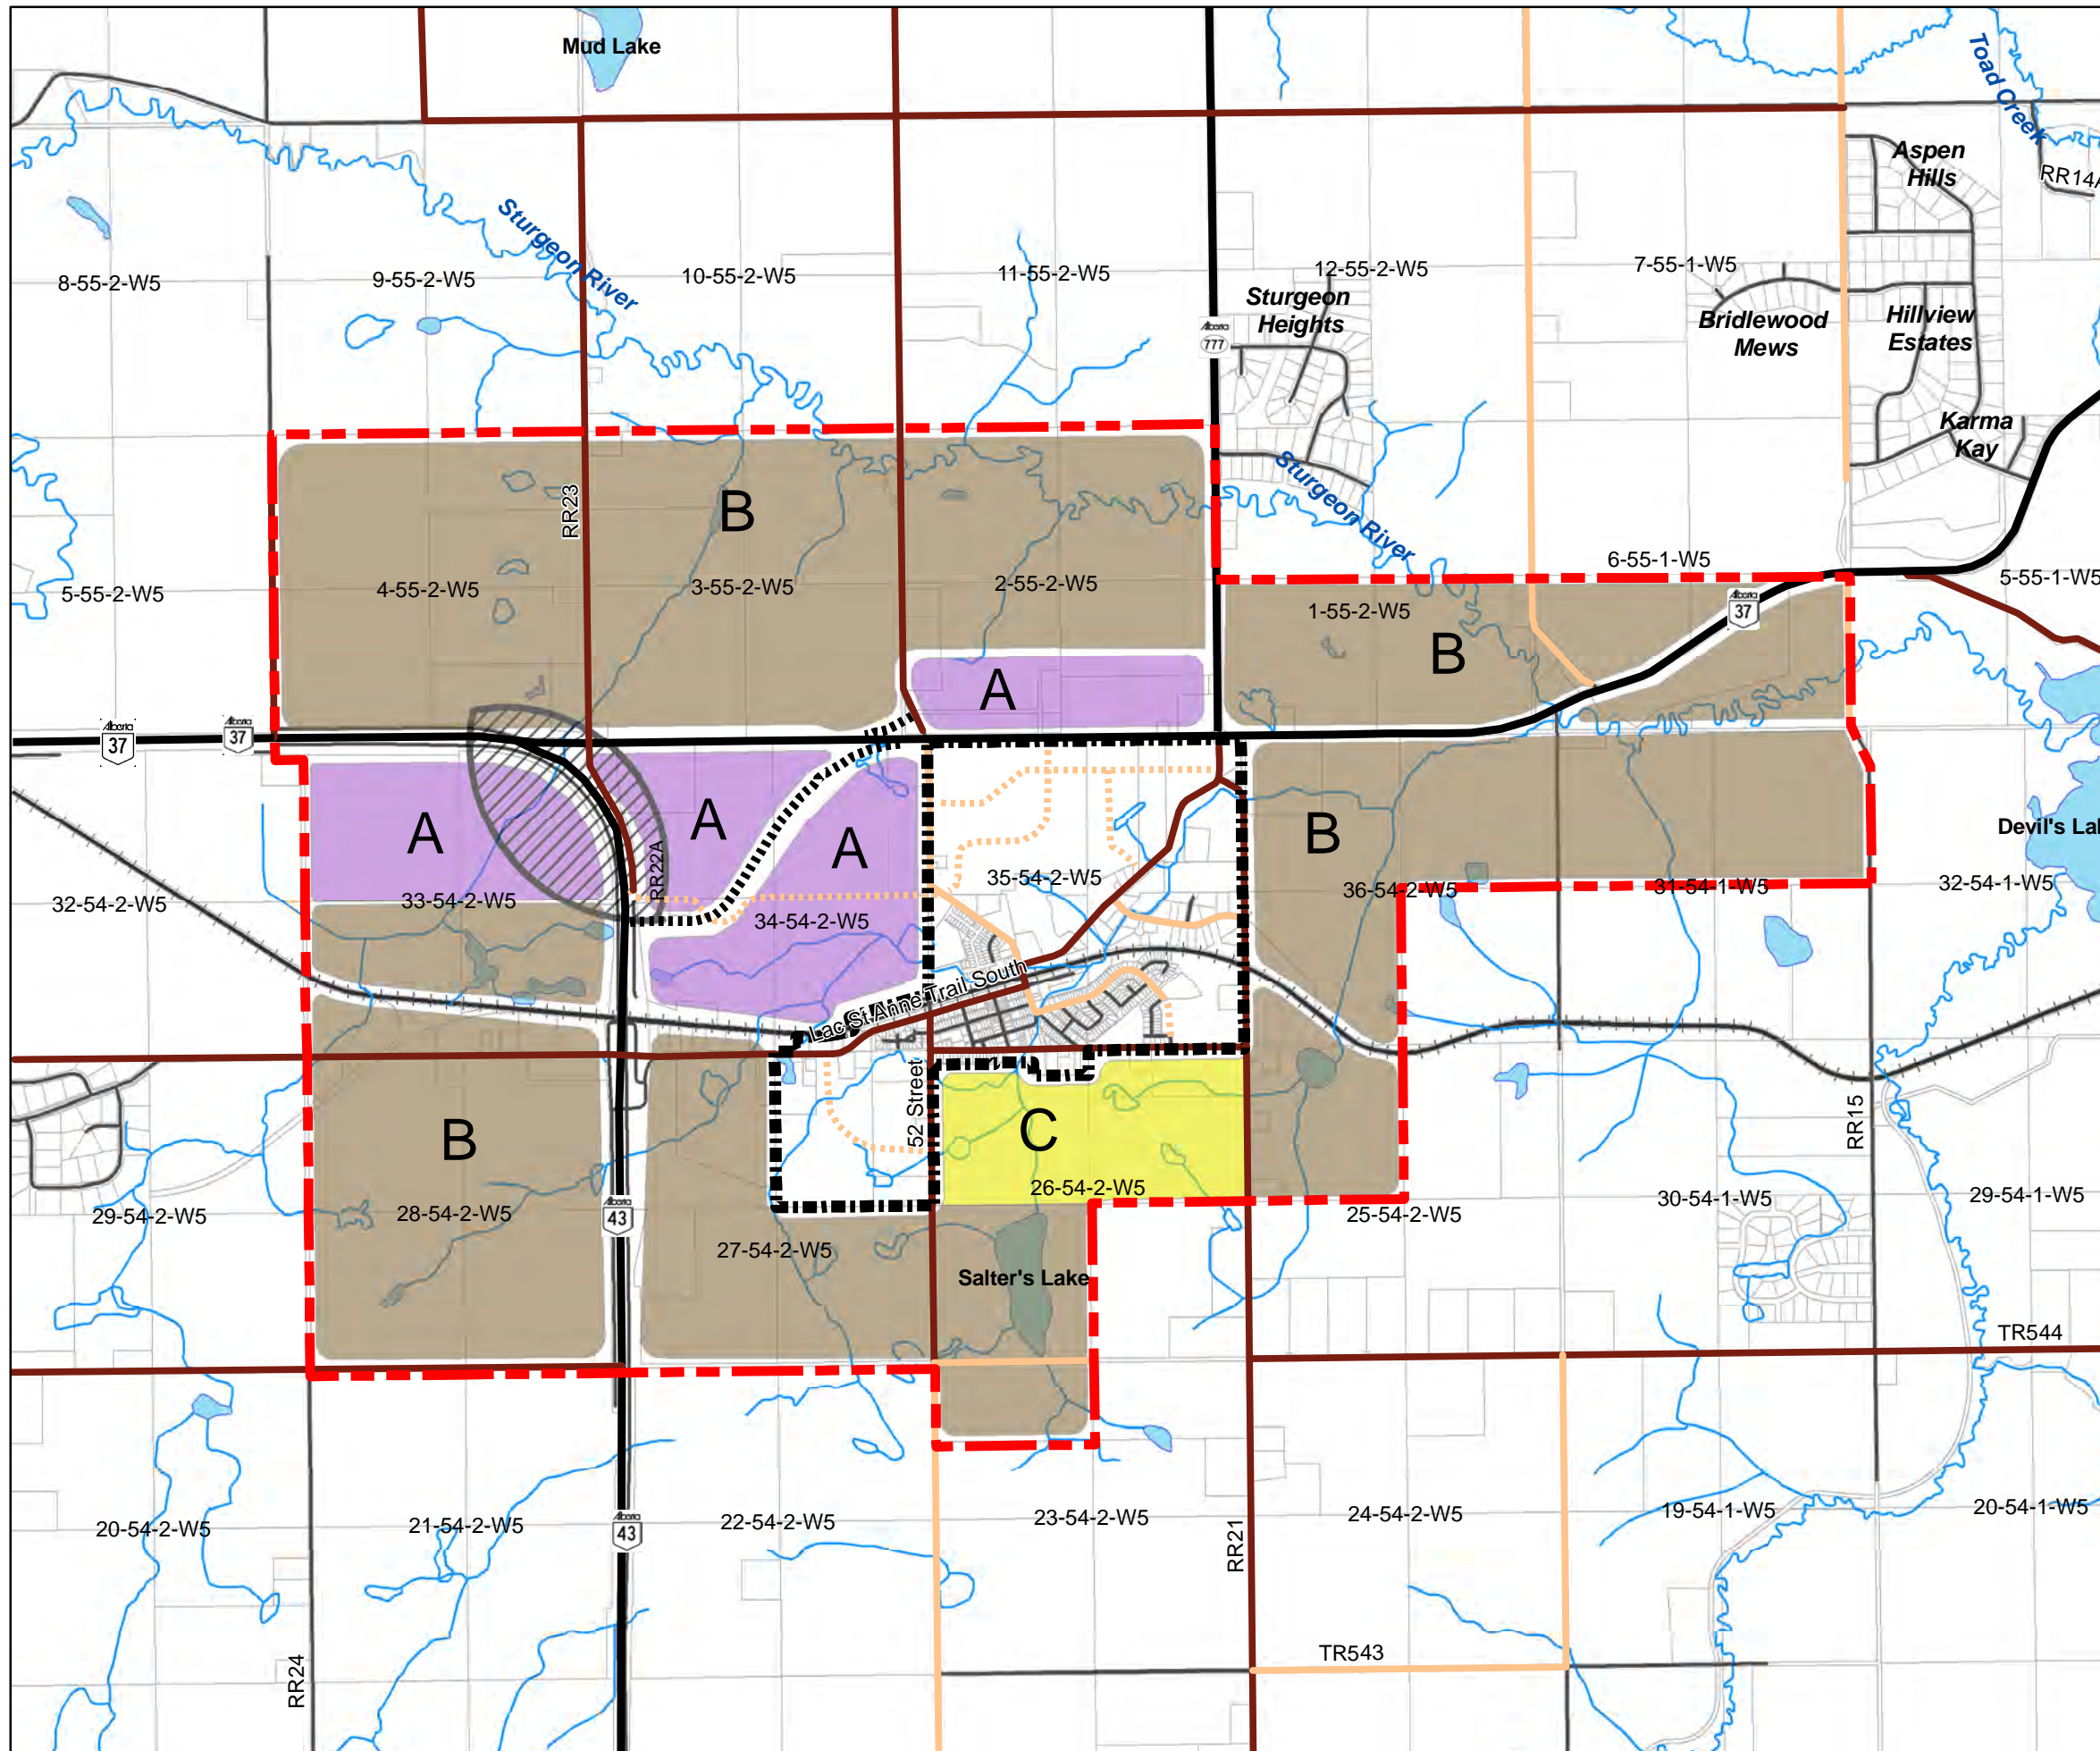 Mud Lake
Toad Creek
Aspen
Hills
RR14A
Sturgeon River
8-55-2-W5
9-55-2-W5
10-55-2-W5
11-55-2-W5
12-55-2-W5
7-55-1-W5
Sturgeon
Heights
Bridlewood
Mews
Hillview
Estates
Alberta
777
Karma
Kay
Sturgeon River
RR23
B
5-55-2-W5
4-55-2-W5
3-55-2-W5
2-55-2-W5
1-55-2-W5
6-55-1-W5
5-55-1-W5
Alberta
37
B
A
Alberta
37
Alberta
37
A
A
A
B
RR22A
Devil's La
32-54-2-W5
33-54-2-W5
34-54-2-W5
35-54-2-W5
36-54-2-W5
31-54-1-W5
32-54-1-W5
Lac St Anne Trail South
52 Street
B
C
RR15
29-54-2-W5
28-54-2-W5
Alberta
43
27-54-2-W5
26-54-2-W5
25-54-2-W5
30-54-1-W5
29-54-1-W5
Salter's Lake
TR544
20-54-2-W5
21-54-2-W5
Alberta
43
22-54-2-W5
23-54-2-W5
24-54-2-W5
19-54-1-W5
20-54-1-W5
RR21
RR24
TR543